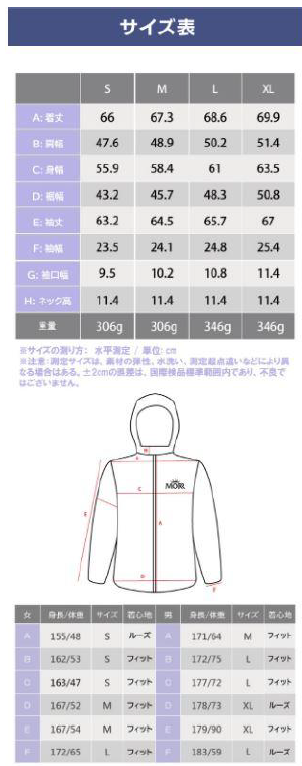 サイズ表
S M L XL
A: 着丈 66 67.3 68.6 69.9
B: 肩幅 47.6 48.9 50.2 51.4
C: 身幅 55.9 58.4 61 63.5
D: 裾幅 43.2 45.7 48.3 50.8
E: 袖丈 63.2 64.5 65.7 67
F: 袖幅 23.5 24.1 24.8 25.4
G: 袖口幅 9.5 10.2 10.8 11.4
H: ネック高 11.4 11.4 11.4 11.4
重量 306g 306g 346g 346g
※サイズの測り方： 水平測定 / 単位: cm
※注意：測定サイズは、素材の弾性、水洗い、測定起点違いなどにより異
なる場合はある。±2cmの誤差は、国際検品標準範囲内であり、不良で
はございません。
H
E
C
MORR
F
A
D
G
女 身長/体重 サイズ 着心地 男 身長/体重 サイズ 着心地
A 155/48 S ルーズ A 171/64 M フィット
B 162/53 S フィット B 172/75 L フィット
C 163/47 S フィット C 177/72 L フィット
D 167/52 M フィット D 178/73 XL ルーズ
E 167/54 M フィット E 179/90 XL フィット
F 172/65 L フィット F 183/59 L ルーズ